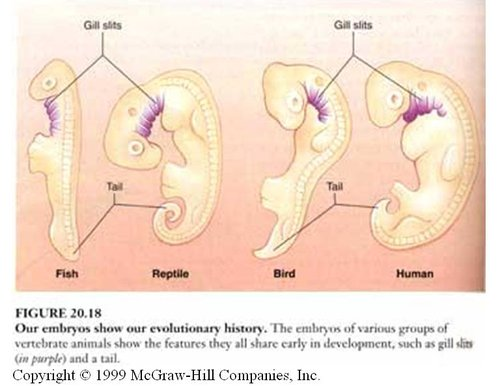 Gill slits
Gill slits
Tail
Tail
Fish
Reptile
Bird
Human
FIGURE 20.18
Our embryos show our evolutionary history. The embryos of various groups of
vertebrate animals show the features they all share early in development, such as gill slits
(in purple) and a tail.
Copyright © 1999 McGraw-Hill Companies, Inc.